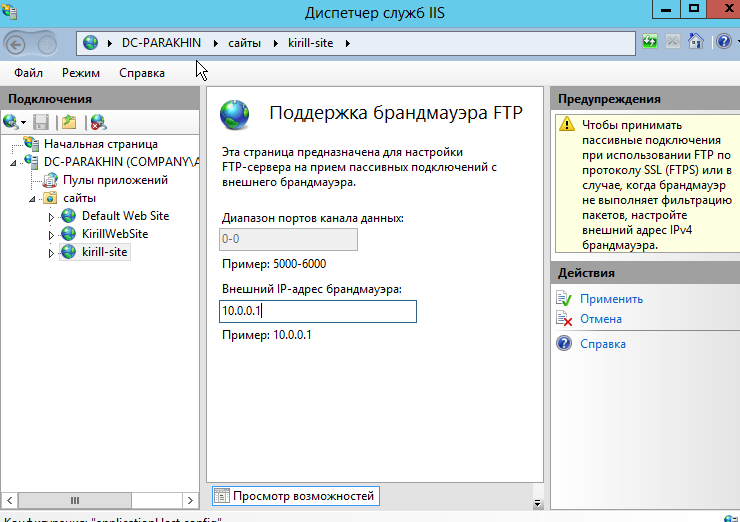 Диспетчер служб IIS
DC-PARAKHIN
сайты
kirill-site
Файл
Режим
Справка
Подключения
Начальная страница
DC-PARAKHIN (COMPANY\A
Пулы приложений
сайты
Default Web Site
KirillWebSite
kirill-site
Поддержка брандмауэра FTP
Эта страница предназначена для настройки
FTP-сервера на прием пассивных подключений с
внешнего брандмауэра.
Диапазон портов канала данных:
0-0
Пример: 5000-6000
Внешний IP-адрес брандмауэра:
10.0.0.1
Пример: 10.0.0.1
Просмотр возможностей
Предупреждения
Чтобы принимать
пассивные подключения
при использовании FTP по
протоколу SSL (FTPS) или в
случае, когда брандмауэр
не выполняет фильтрацию
пакетов, настройте
внешний адрес IPv4
брандмауэра.
Действия
Применить
Отмена
Справка
Конфигурация: "applicationHost.config"